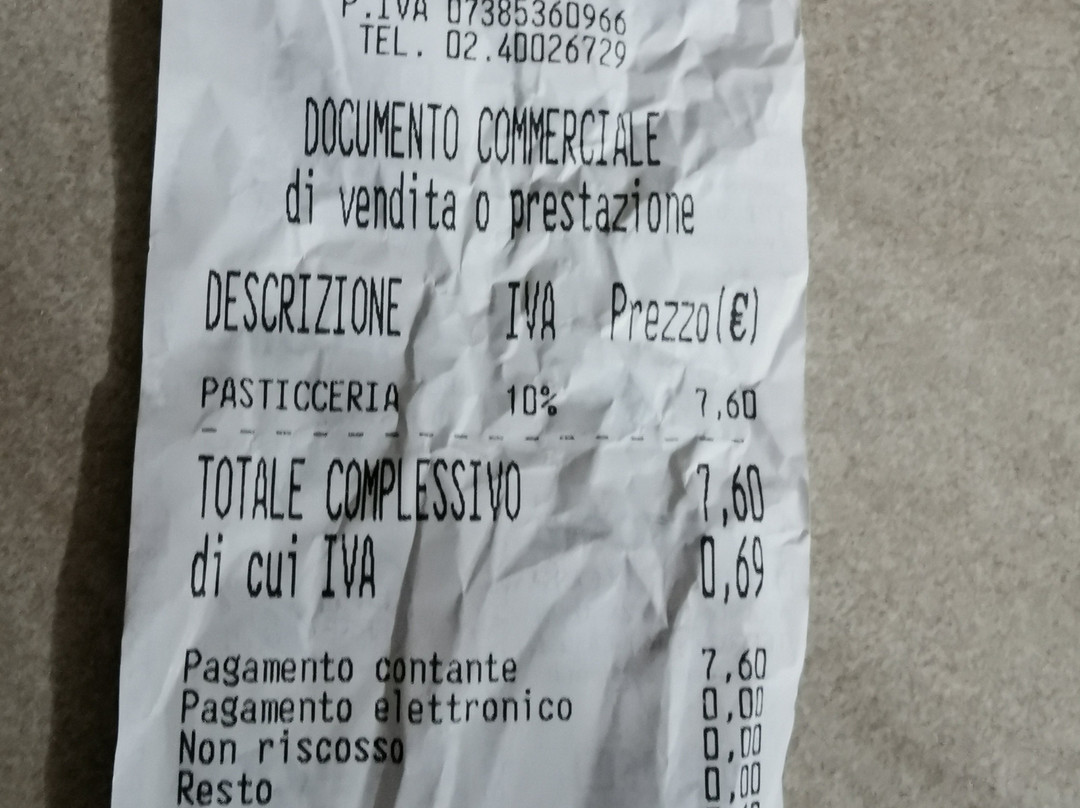 P.IVA 07385360966
TEL. 02.40026729
DOCUMENTO COMMERCIALE
di vendita o prestazione
DESCRIZIONE IVA Prezzo(€)
PASTICCERIA 10% 7,60
TOTALE COMPLESSIVO 7,60
di cui IVA 0,69
Pagamento contante 7,60
Pagamento elettronico 0,00
Non riscosso 0,00
Resto 0,00